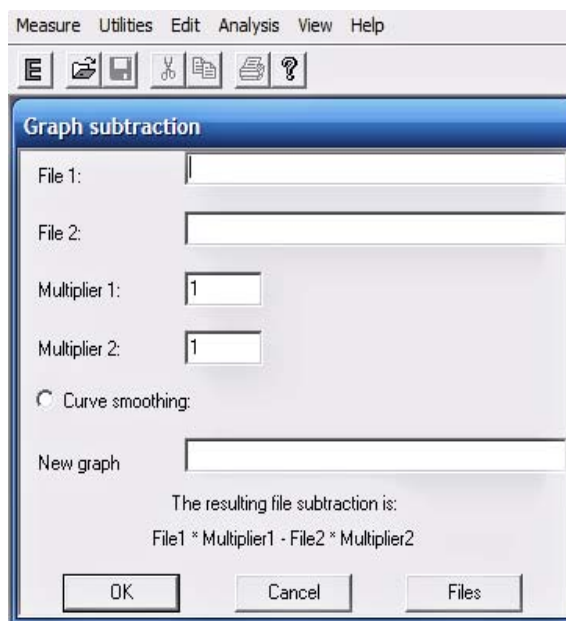 Measure Utilities Edit Analysis View Help
E
?
Graph subtraction
File 1:
File 2:
Multiplier 1: 1
Multiplier 2: 1
Curve smoothing:
New graph
The resulting file subtraction is:
File1 * Multiplier1 - File2 * Multiplier2
OK Cancel Files